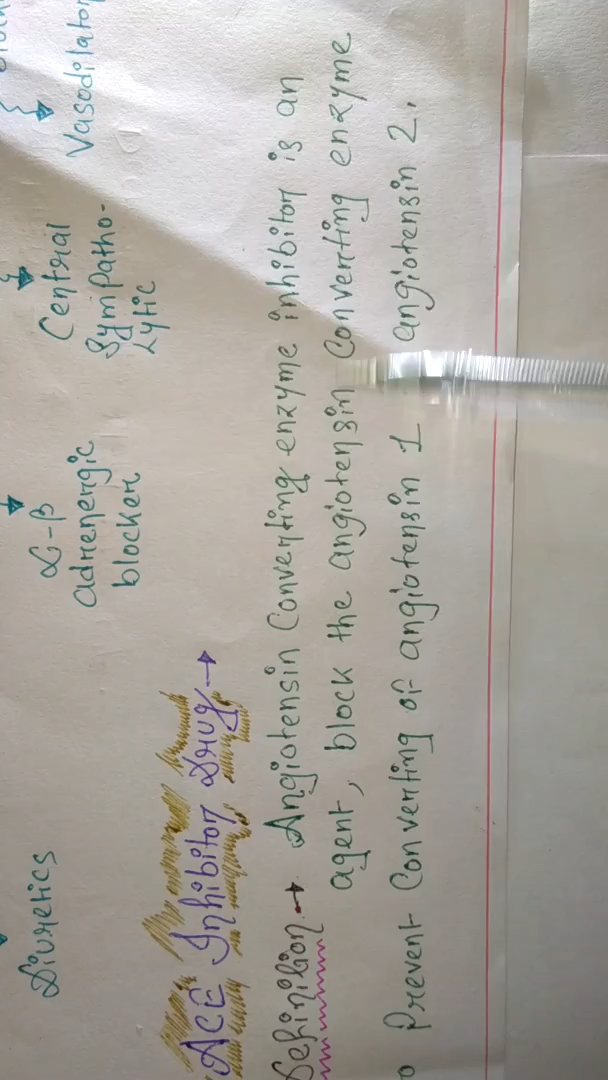 Diuretics
α-β adrenergic blocker
Central Sympatho-lytic
Vasodilator
ACE Inhibitor Drug →
Definition → Angiotensin Converting enzyme inhibitor is an
agent, block the angiotensin Converting enzyme
Prevent Converting of angiotensin 1 angiotensin 2.